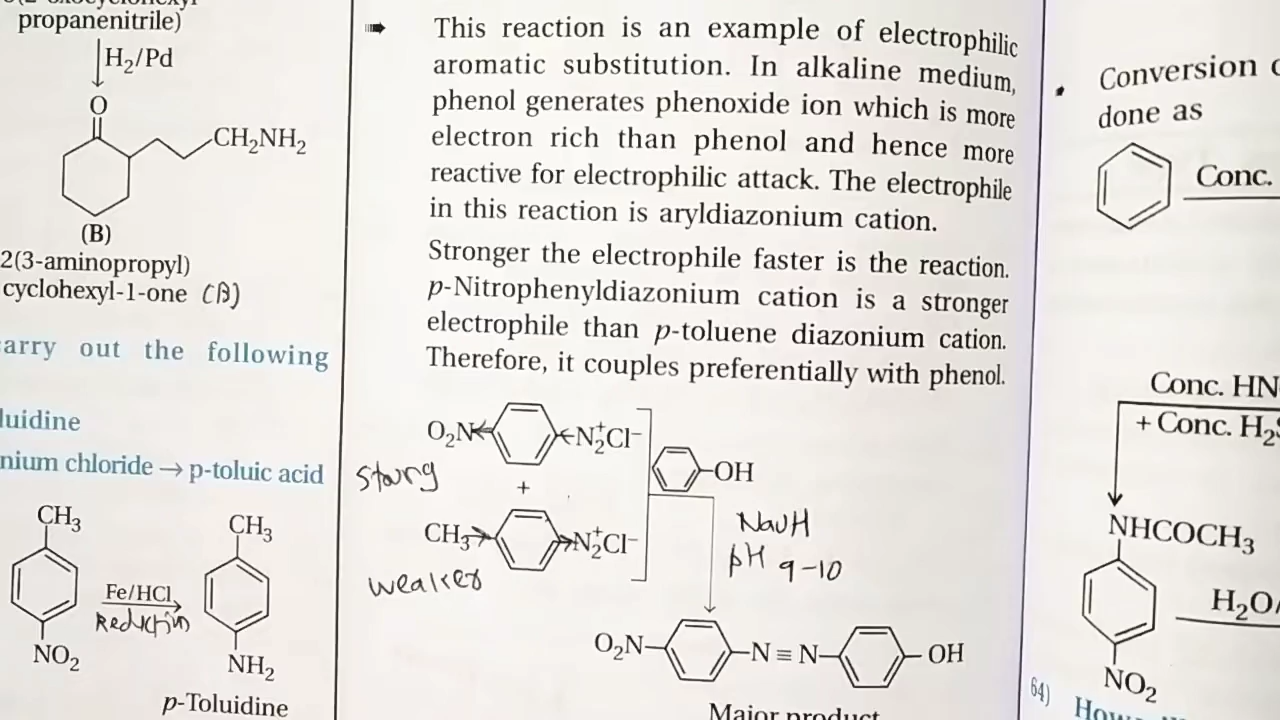 propanenitrile)
H₂/Pd
O
CH₂NH₂
(B)
2(3-aminopropyl)
cyclohexyl-1-one (B)
arry out the following
luidine
nium chloride → p-toluic acid
CH₃
CH₃
Fe/HCl
Reduction
NO₂
NH₂
p-Toluidine
➠ This reaction is an example of electrophilic
aromatic substitution. In alkaline medium,
phenol generates phenoxide ion which is more
electron rich than phenol and hence more
reactive for electrophilic attack. The electrophile
in this reaction is aryldiazonium cation.
Stronger the electrophile faster is the reaction.
p-Nitrophenyldiazonium cation is a stronger
electrophile than p-toluene diazonium cation.
Therefore, it couples preferentially with phenol.
O₂N N₂⁺Cl⁻
strong
+
OH
CH₃ N₂⁺Cl⁻
weaker
NaOH
pH 9-10
O₂N N≡N OH
Major product
Conversion
done as
Conc.
Conc. HN
+ Conc. H₂S
NHCOCH₃
H₂O/
NO₂
64) How